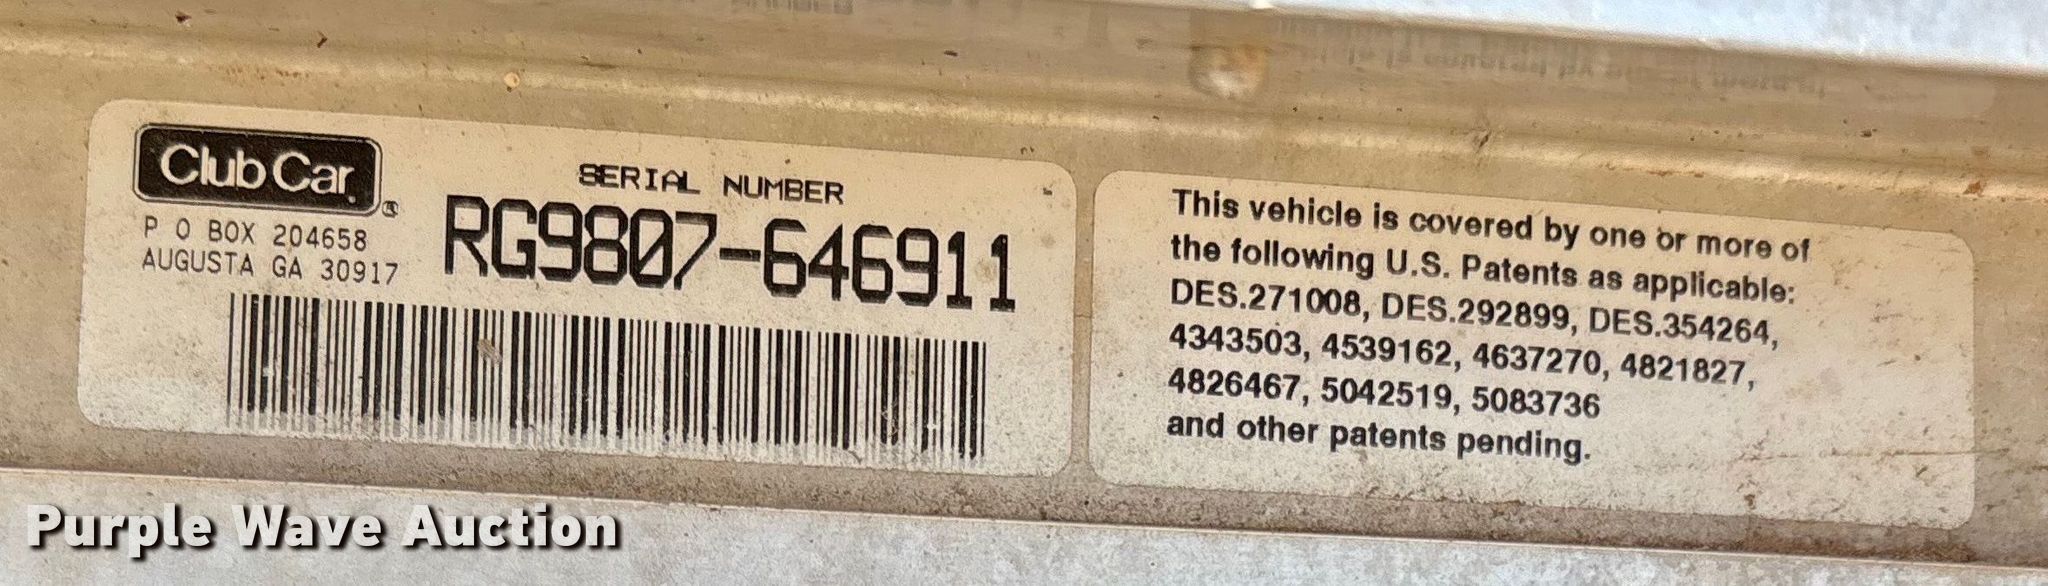 Club Car®
P O BOX 204658
AUGUSTA GA 30917
SERIAL NUMBER
RG9807-646911
This vehicle is covered by one or more of
the following U.S. Patents as applicable:
DES.271008, DES.292899, DES.354264,
4343503, 4539162, 4637270, 4821827,
4826467, 5042519, 5083736
and other patents pending.
Purple Wave Auction